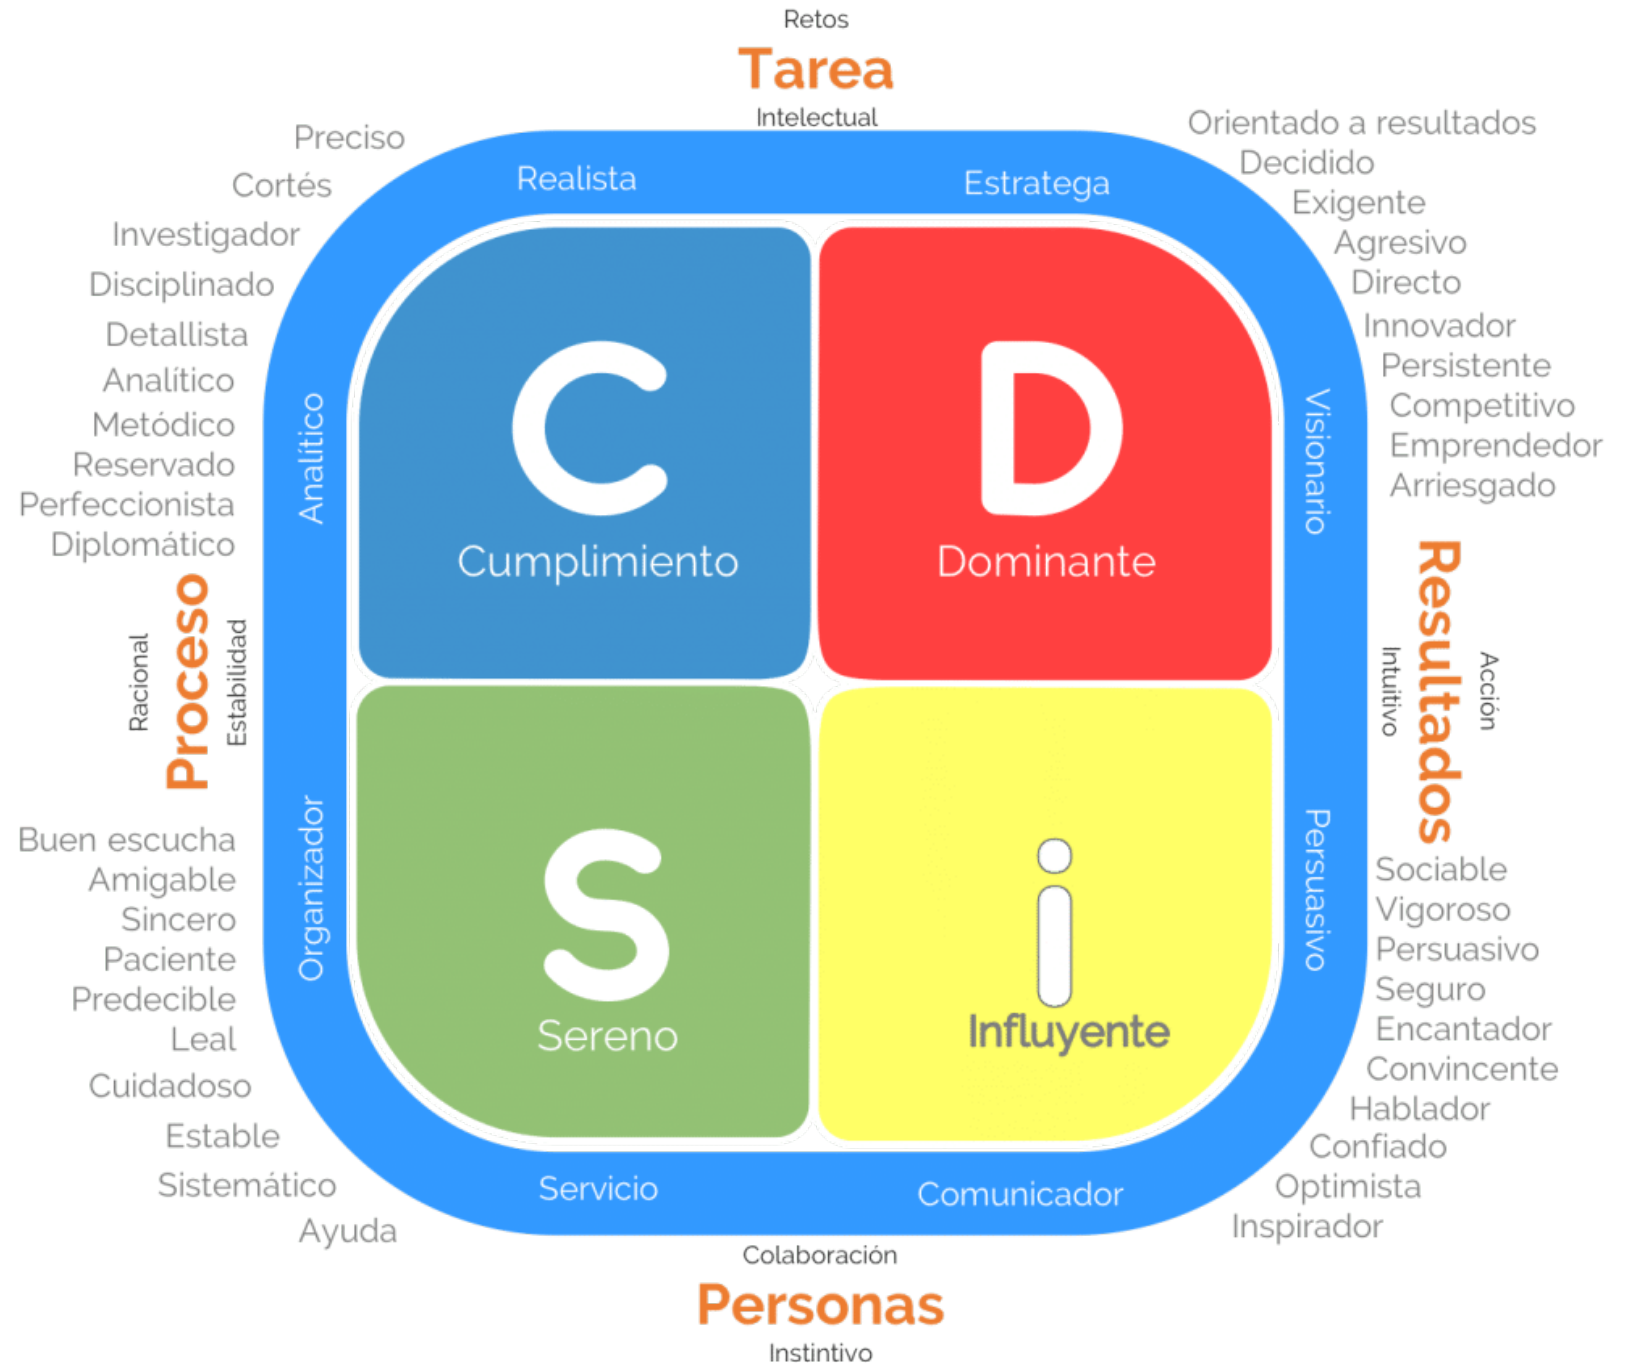 Retos
Tarea
Intelectual
Preciso
Cortés
Investigador
Disciplinado
Detallista
Analítico
Metódico
Reservado
Perfeccionista
Diplomático
Orientado a resultados
Decidido
Exigente
Agresivo
Directo
Innovador
Persistente
Competitivo
Emprendedor
Arriesgado
Realista
Estratega
Analítico
Visionario
C
Cumplimiento
D
Dominante
Racional
Proceso
Estabilidad
Intuitivo
Resultados
Acción
S
Sereno
i
Influyente
Organizador
Persuasivo
Servicio
Comunicador
Buen escucha
Amigable
Sincero
Paciente
Predecible
Leal
Cuidadoso
Estable
Sistemático
Ayuda
Sociable
Vigoroso
Persuasivo
Seguro
Encantador
Convincente
Hablador
Confiado
Optimista
Inspirador
Colaboración
Personas
Instintivo